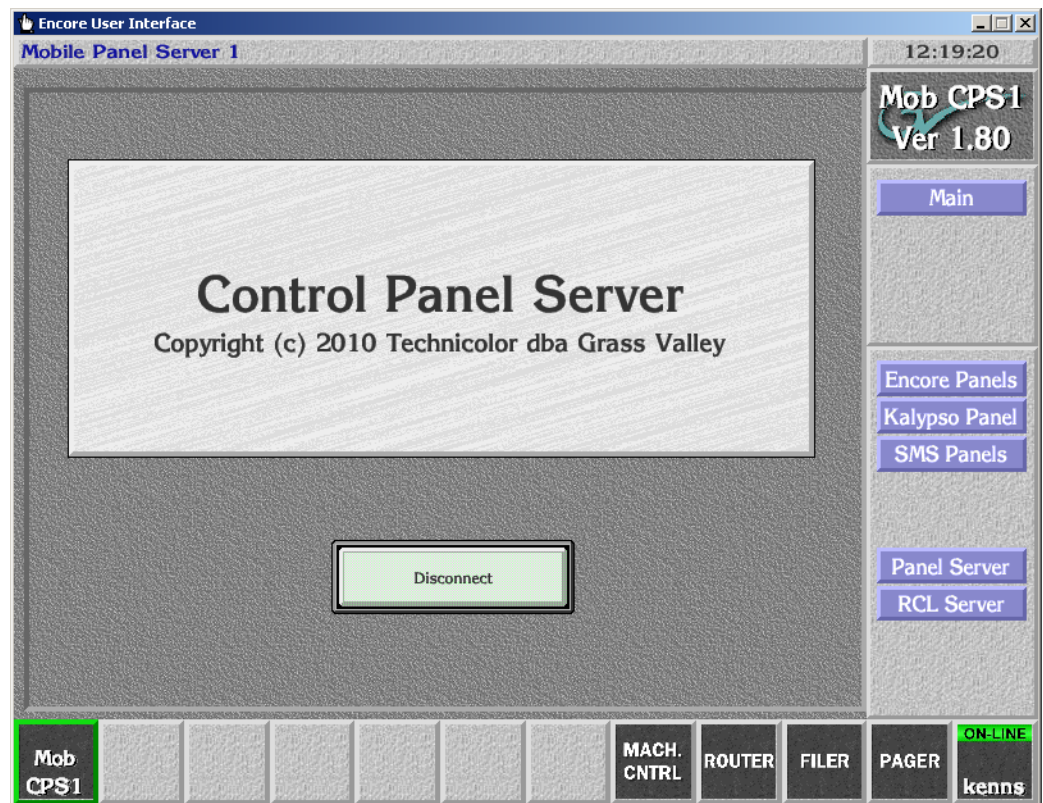 Encore User Interface
Mobile Panel Server 1
12:19:20
Mob CPS1
Ver 1.80
Main
Control Panel Server
Copyright (c) 2010 Technicolor dba Grass Valley
Encore Panels
Kalypso Panel
SMS Panels
Disconnect
Panel Server
RCL Server
Mob
CPS1
MACH.
CNTRL
ROUTER
FILER
PAGER
ON-LINE
kenns